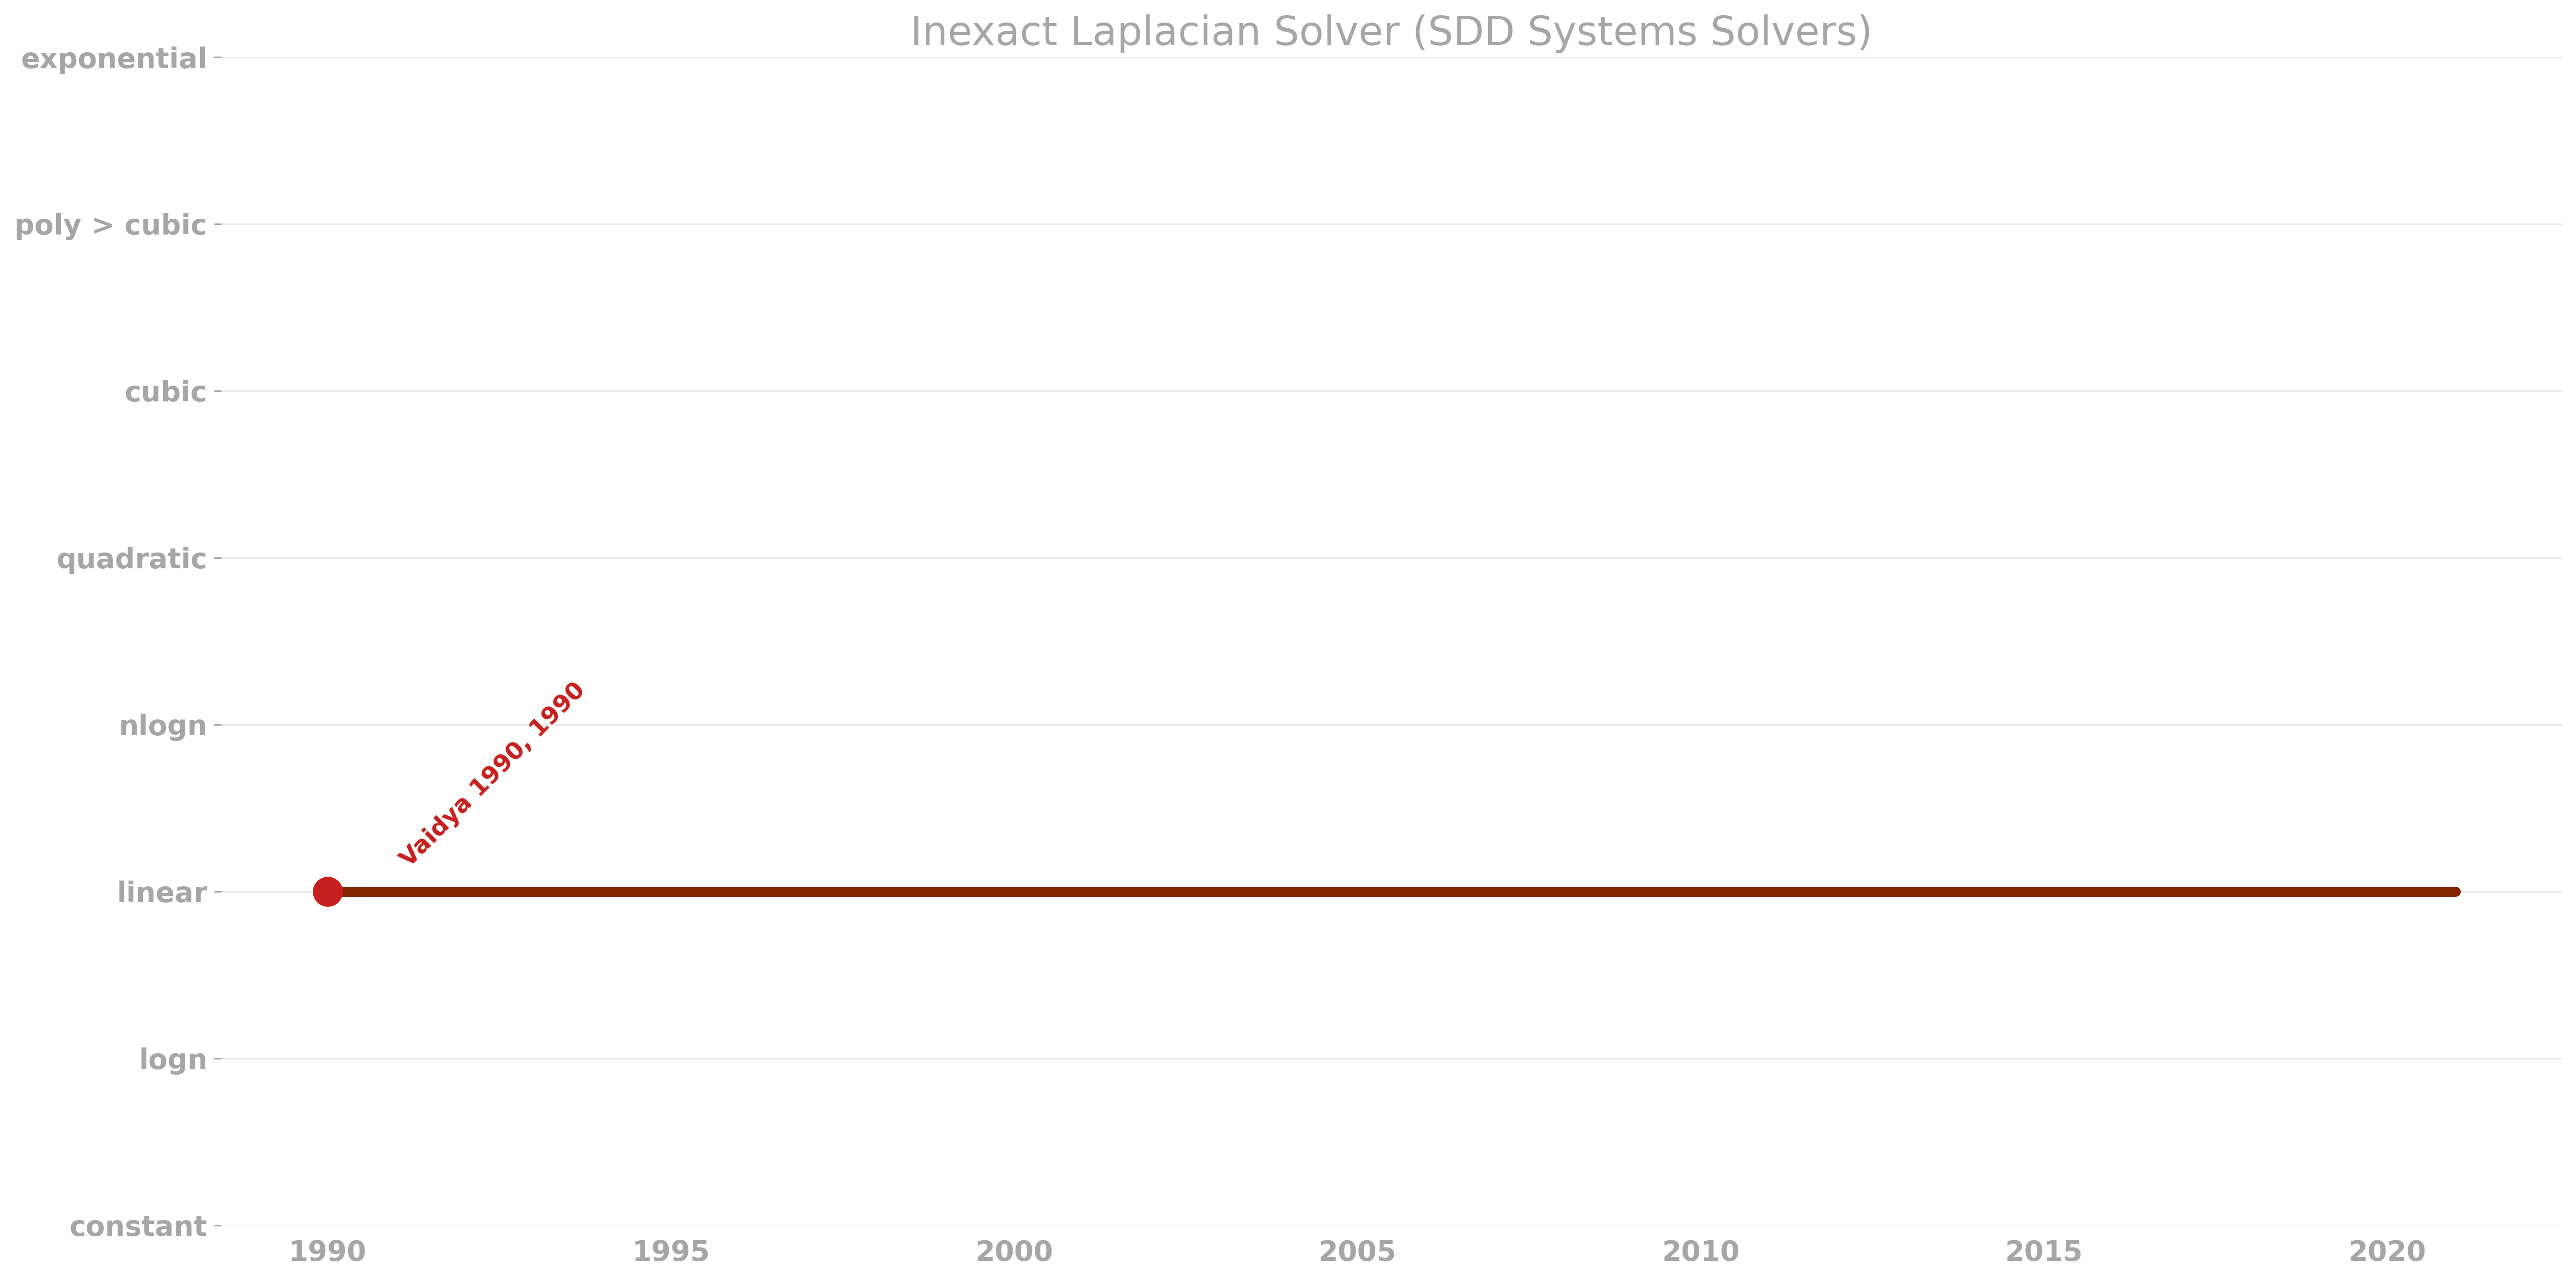 Inexact Laplacian Solver (SDD Systems Solvers)
exponential
poly > cubic
cubic
quadratic
nlogn
linear
logn
constant
Vaidya 1990, 1990
1990 1995 2000 2005 2010 2015 2020